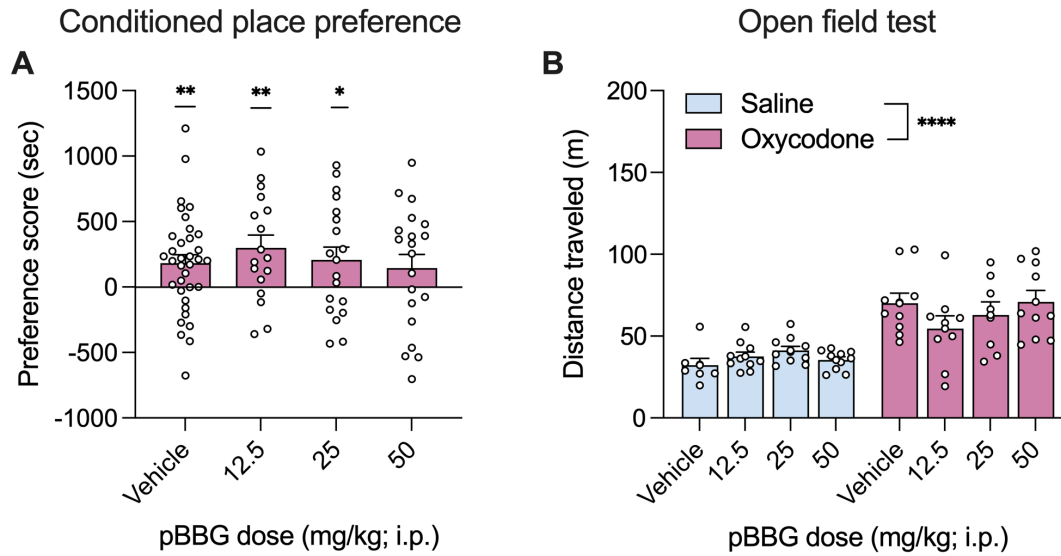 Conditioned place preference
Open field test
A
B
Preference score (sec)
1500
1000
500
0
-500
-1000
**
**
*
Vehicle
12.5
25
50
pBBG dose (mg/kg; i.p.)
Distance traveled (m)
200
150
100
50
0
Saline
Oxycodone
****
Vehicle
12.5
25
50
Vehicle
12.5
25
50
pBBG dose (mg/kg; i.p.)